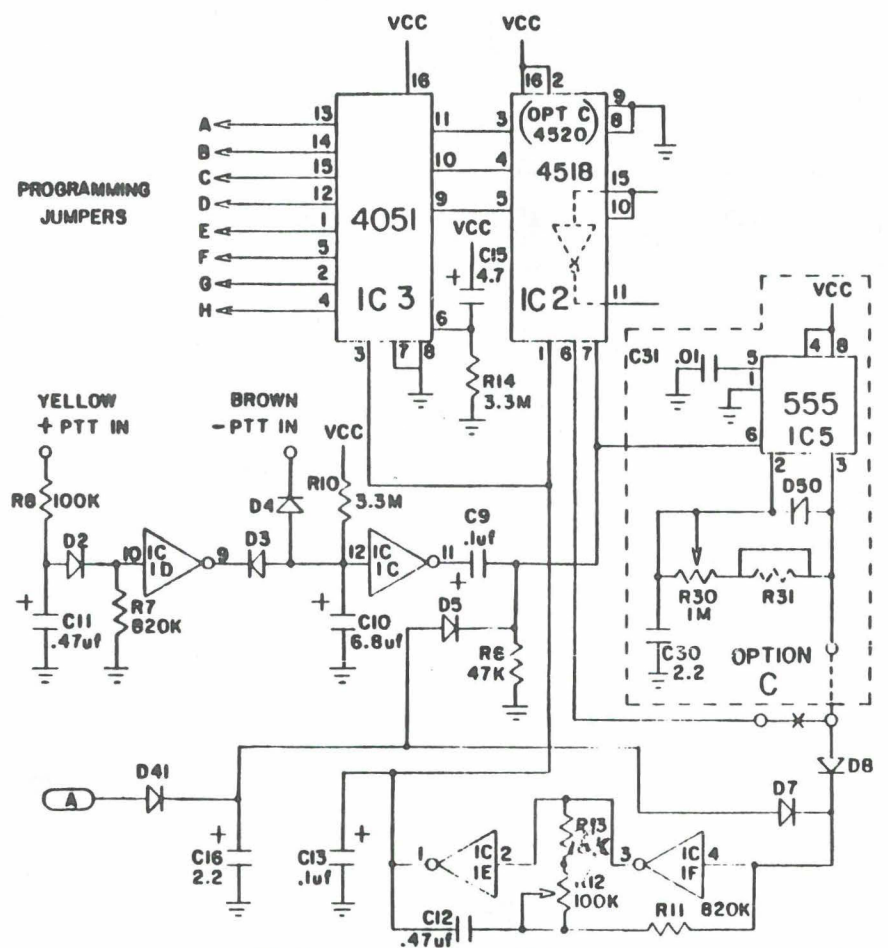 VCC
VCC
16
16 2
A 13
11
3
(OPT C 4520)
9
8
B 14
C 15
10
4
4518
15
PROGRAMMING
JUMPERS
D 12
9
5
10
E 1
4051
VCC
F 5
C15
+ 4.7
G 2
IC 3
IC 2
11
H 4
6
VCC
3
7
8
R14
3.3M
1
6
7
C31 .01
5
4
8
1
555
IC5
YELLOW
+ PTT IN
BROWN
- PTT IN
VCC
6
2
3
R8 100K
D4
R10
3.3M
D50
D2
10
IC
1D
9
D3
12
IC
1C
11
C9
.1uf
+
R30
1M
R31
+
C11
.47uf
R7
820K
+
C10
6.8uf
D5
R6
47K
C30
2.2
OPTION
C
A
D41
D7
D8
+
C16
2.2
+
C13
.1uf
1
IC
1E
2
R13
3
IC
1F
4
R12
100K
C12
.47uf
R11
820K